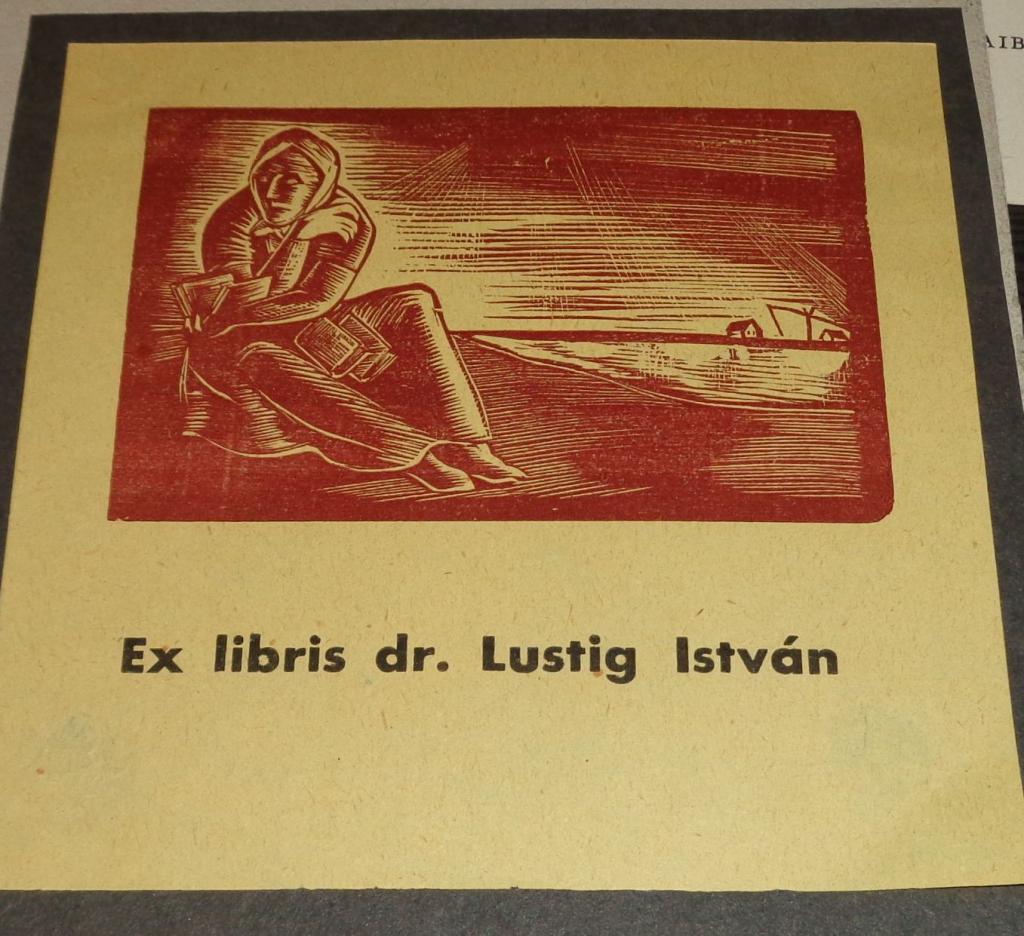 Ex libris dr. Lustig István